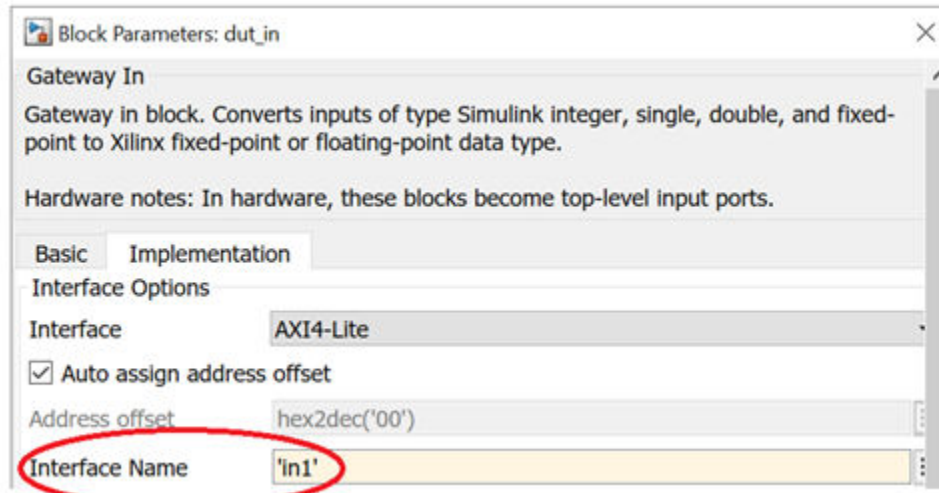 Block Parameters: dut_in
Gateway In
Gateway in block. Converts inputs of type Simulink integer, single, double, and fixed-
point to Xilinx fixed-point or floating-point data type.
Hardware notes: In hardware, these blocks become top-level input ports.
Basic Implementation
Interface Options
Interface AXI4-Lite
Auto assign address offset
Address offset hex2dec('00')
Interface Name 'in1'